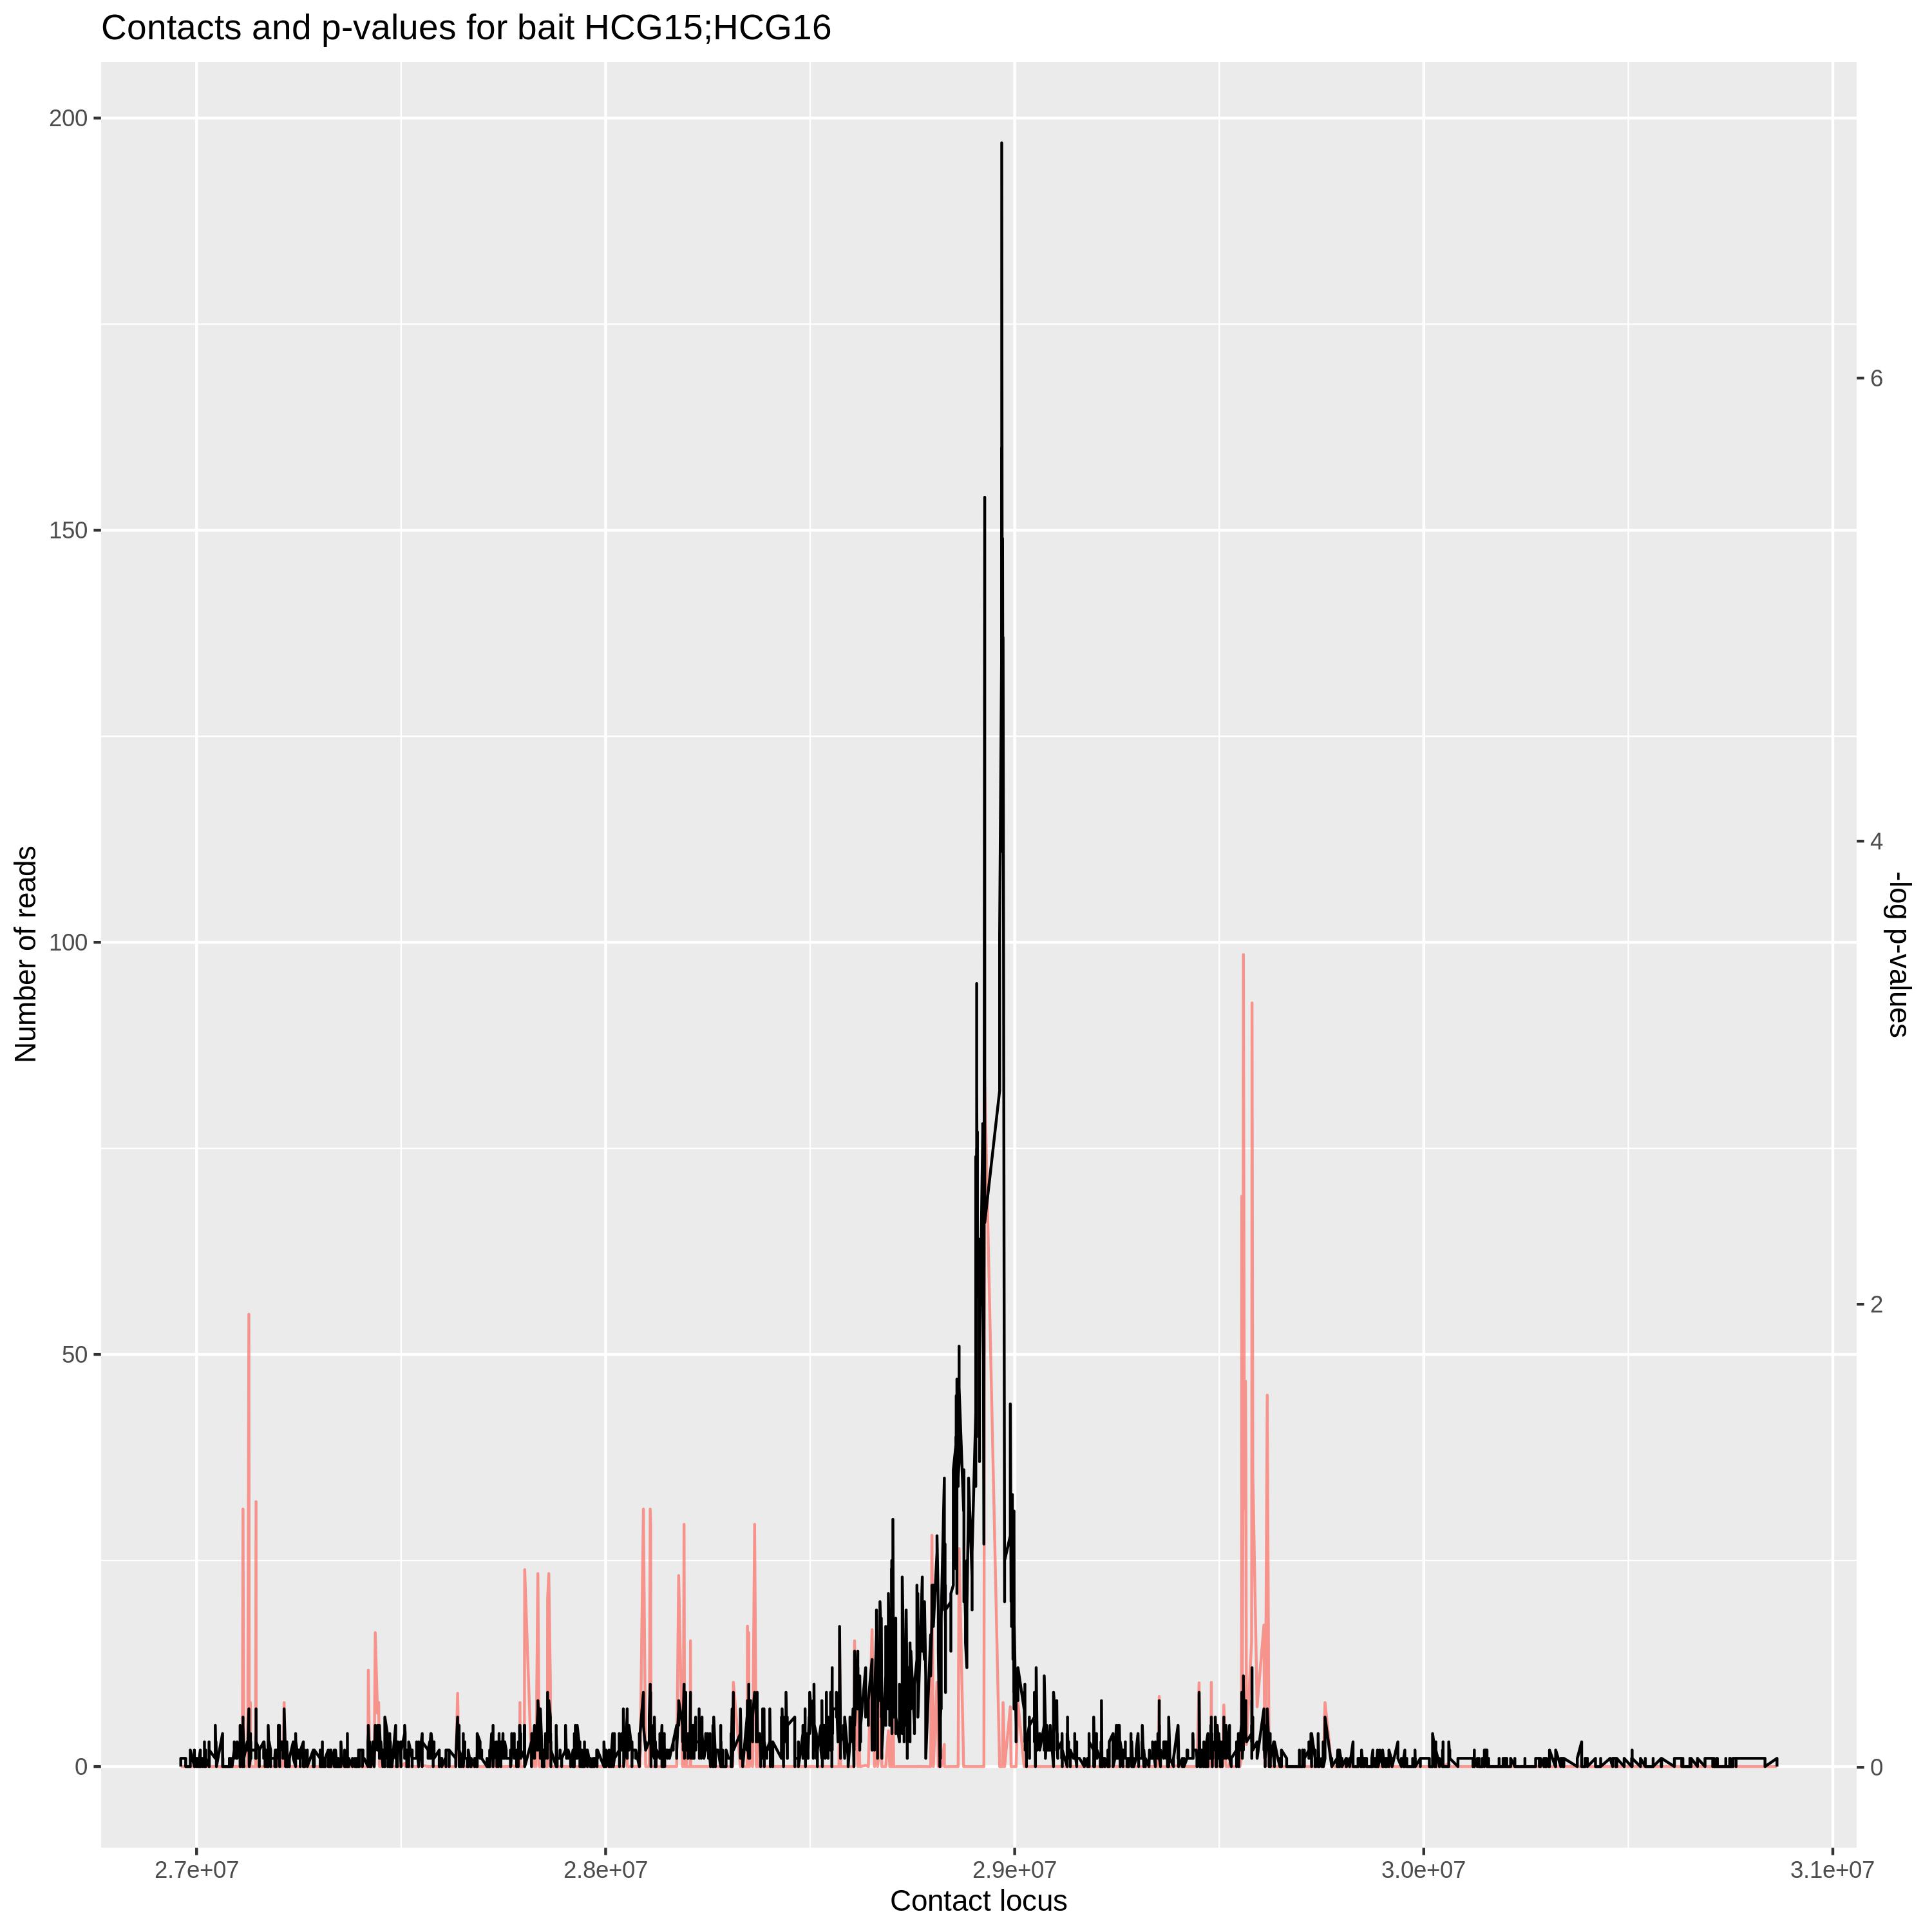 Contacts and p-values for bait HCG15;HCG16
200
150
100
50
0
Number of reads
6
4
2
0
-log p-values
2.7e+07
2.8e+07
2.9e+07
3.0e+07
3.1e+07
Contact locus